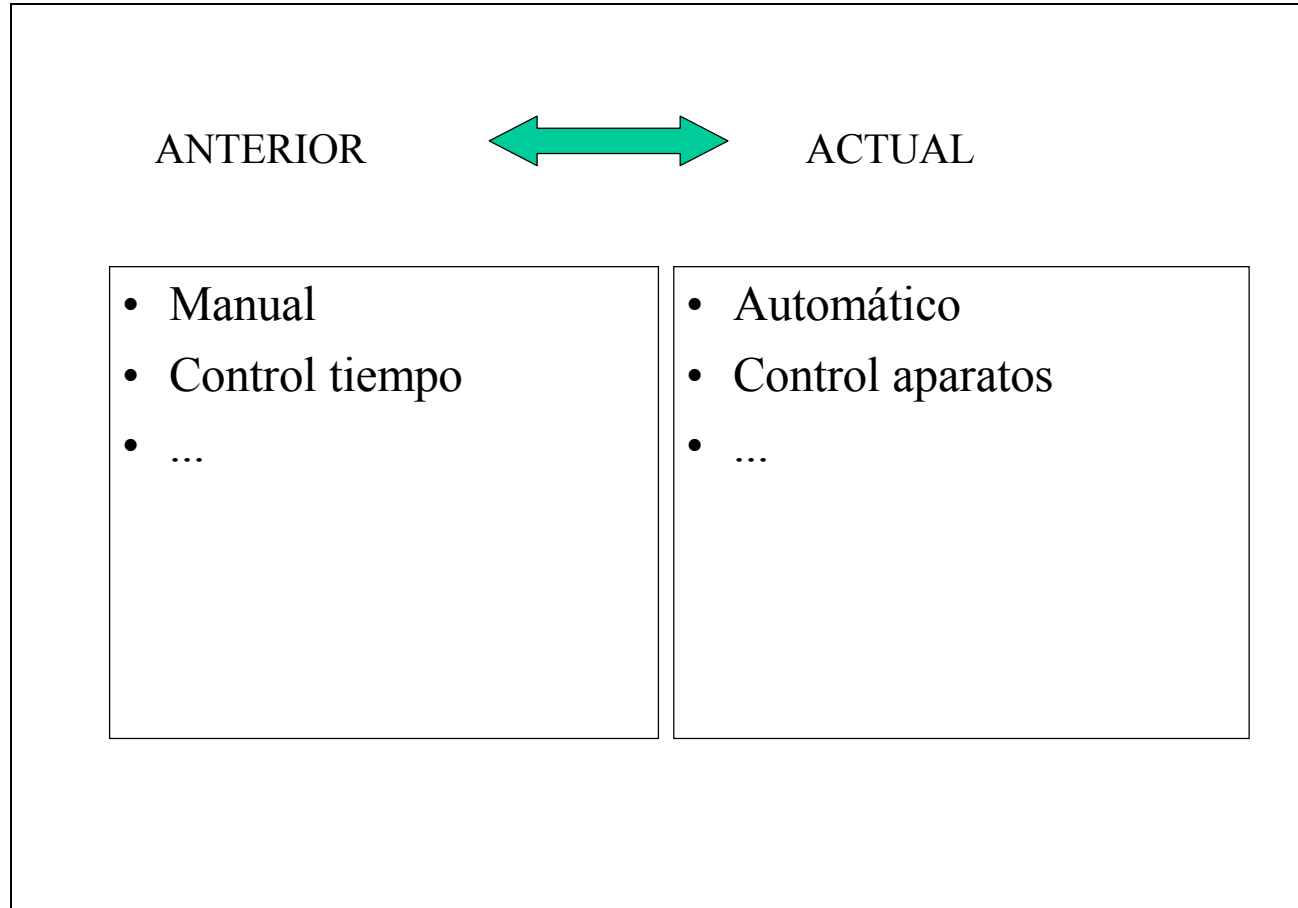 ANTERIOR
ACTUAL
• Manual
• Control tiempo
• ...
• Automático
• Control aparatos
• ...